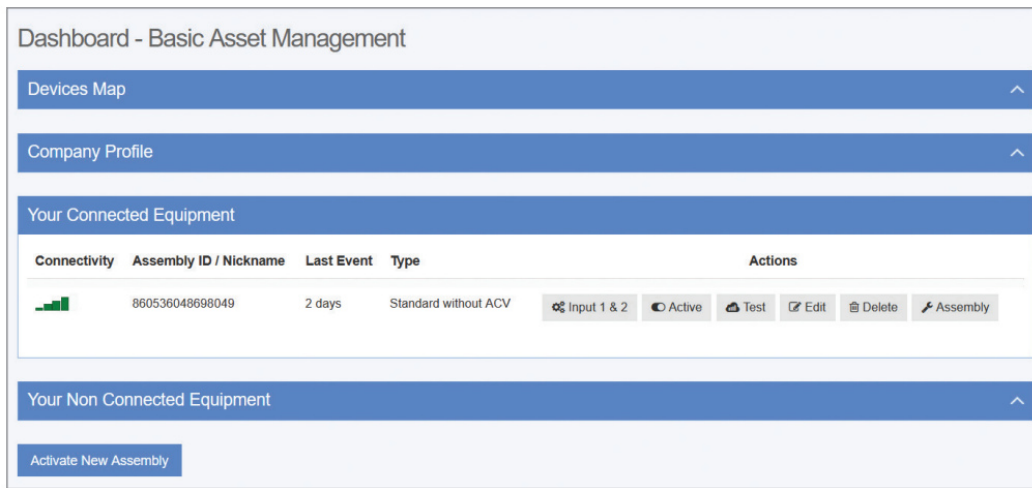 Dashboard - Basic Asset Management
Devices Map
Company Profile
Your Connected Equipment
Connectivity Assembly ID / Nickname Last Event Type Actions
860536048698049 2 days Standard without ACV Input 1 & 2 Active Test Edit Delete Assembly
Your Non Connected Equipment
Activate New Assembly